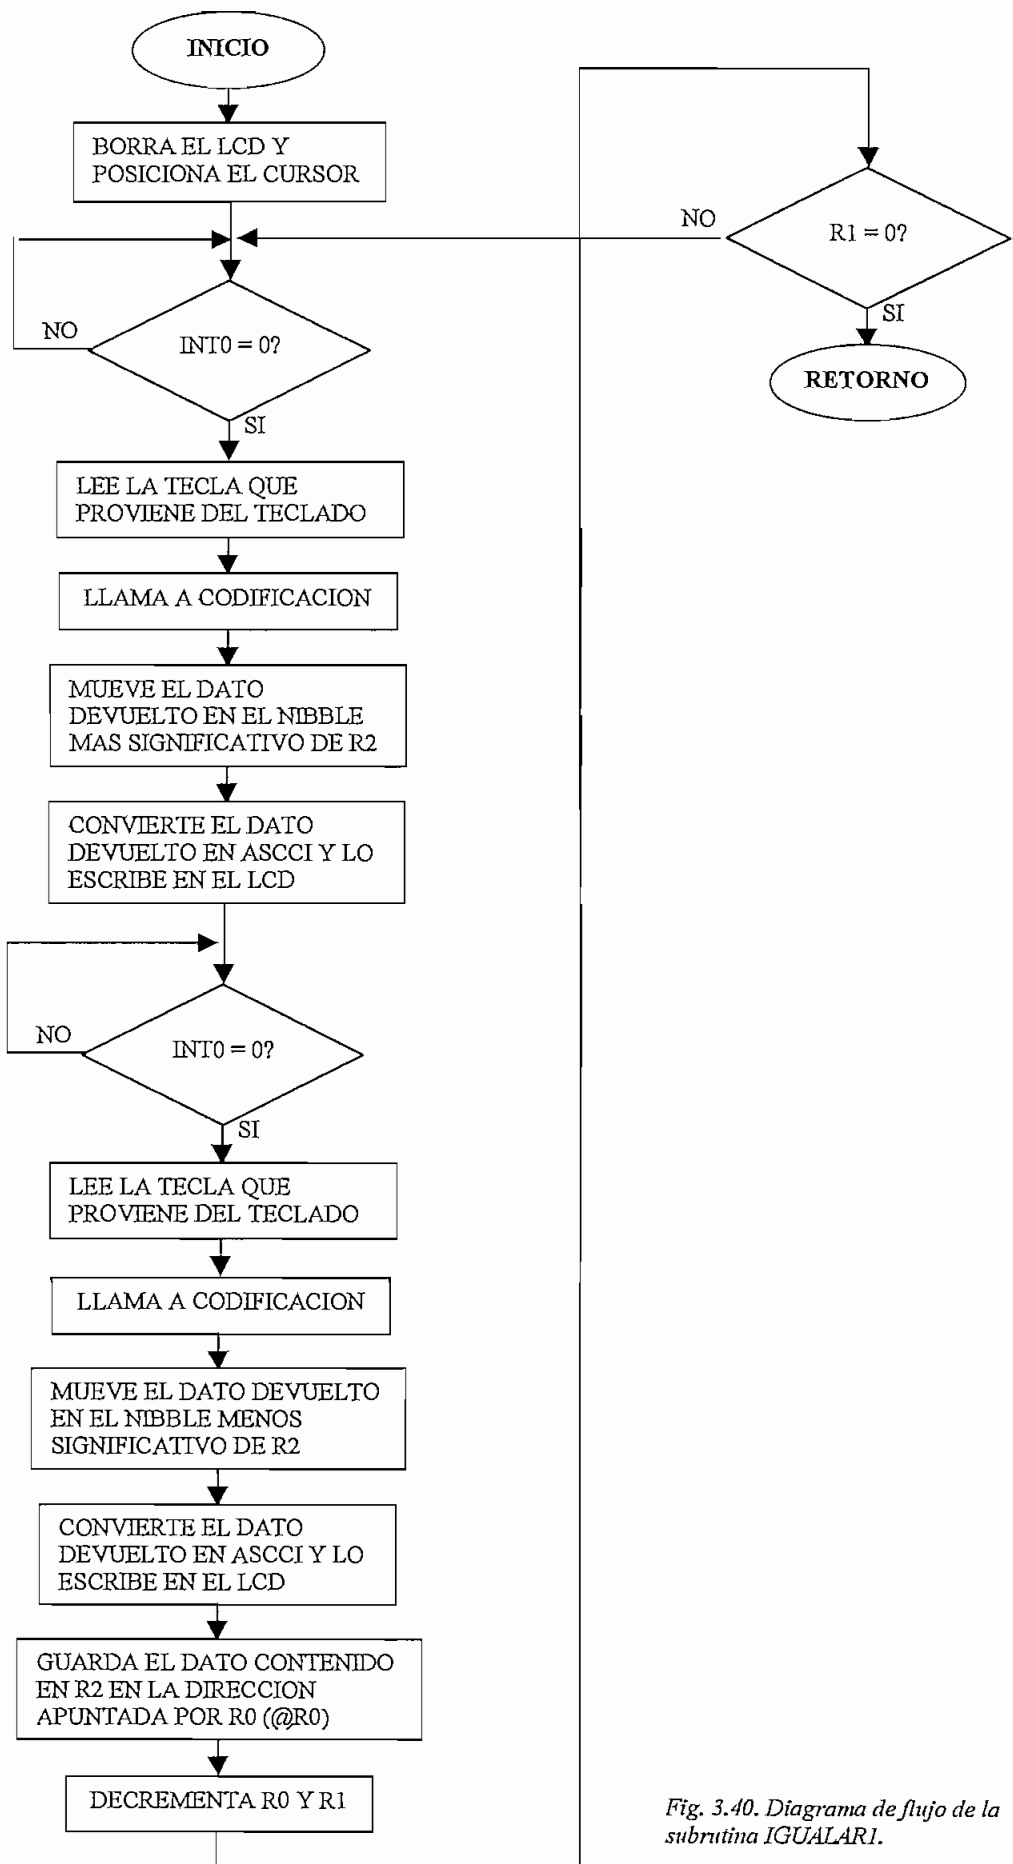 INICIO
BORRA EL LCD Y
POSICIONA EL CURSOR
NO
INT0 = 0?
SI
LEE LA TECLA QUE
PROVIENE DEL TECLADO
LLAMA A CODIFICACION
MUEVE EL DATO
DEVUELTO EN EL NIBBLE
MAS SIGNIFICATIVO DE R2
CONVIERTE EL DATO
DEVUELTO EN ASCCI Y LO
ESCRIBE EN EL LCD
NO
INT0 = 0?
SI
LEE LA TECLA QUE
PROVIENE DEL TECLADO
LLAMA A CODIFICACION
MUEVE EL DATO DEVUELTO
EN EL NIBBLE MENOS
SIGNIFICATIVO DE R2
CONVIERTE EL DATO
DEVUELTO EN ASCCI Y LO
ESCRIBE EN EL LCD
GUARDA EL DATO CONTENIDO
EN R2 EN LA DIRECCION
APUNTADA POR R0 (@R0)
DECREMENTA R0 Y R1
NO
R1 = 0?
SI
RETORNO
Fig. 3.40. Diagrama de flujo de la
subrutina IGUALAR1.